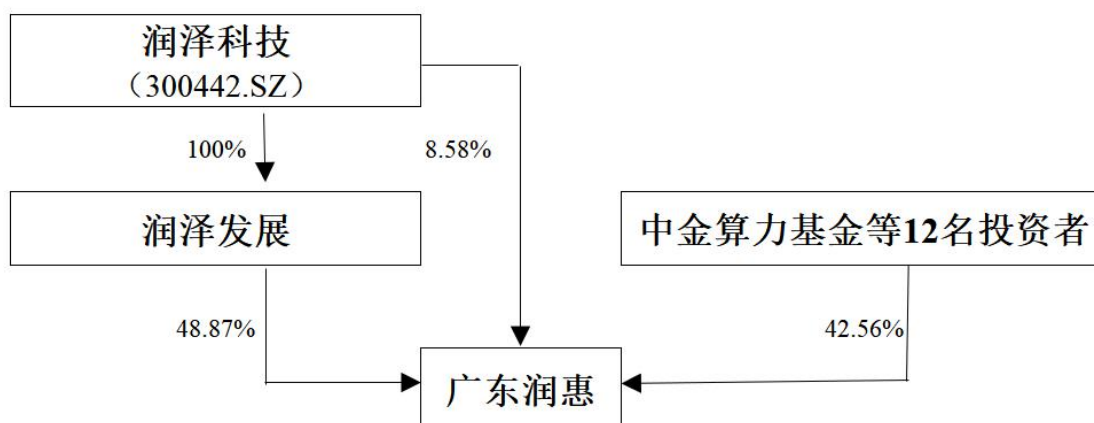 润泽科技
（300442.SZ）
100%
8.58%
润泽发展
中金算力基金等12名投资者
48.87%
42.56%
广东润惠